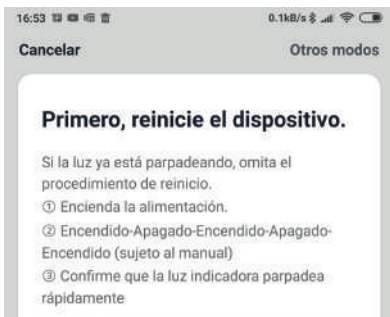 16:53
0.1kB/s
Cancelar
Otros modos
Primero, reinicie el dispositivo.
Si la luz ya está parpadeando, omita el
procedimiento de reinicio.
① Encienda la alimentación.
② Encendido-Apagado-Encendido-Apagado-
Encendido (sujeto al manual)
③ Confirme que la luz indicadora parpadea
rápidamente